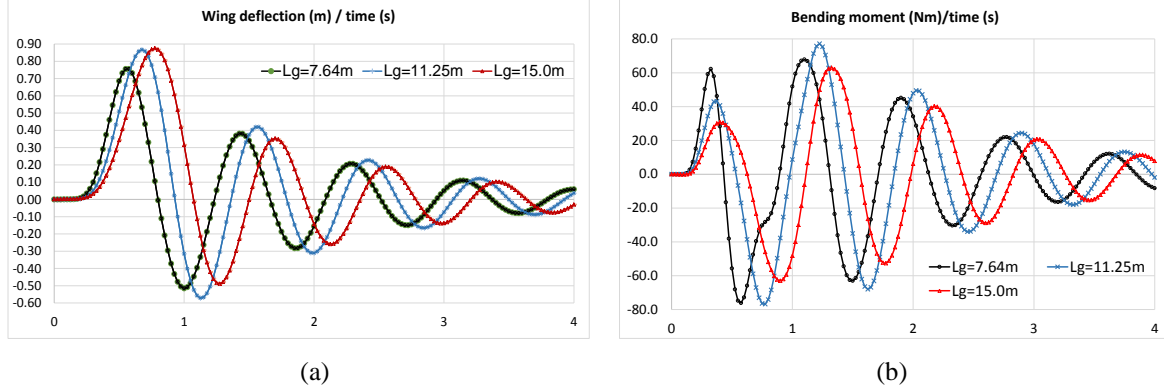 Wing deflection (m) / time (s)
0.90
0.80
0.70
0.60
0.50
0.40
0.30
0.20
0.10
0.00
-0.10
-0.20
-0.30
-0.40
-0.50
-0.60
Lg=7.64m Lg=11.25m Lg=15.0m
0 1 2 3 4
(a)
Bending moment (Nm)/time (s)
80.0
60.0
40.0
20.0
0.0
-20.0
-40.0
-60.0
-80.0
Lg=7.64m Lg=11.25m
Lg=15.0m
0 1 2 3 4
(b)